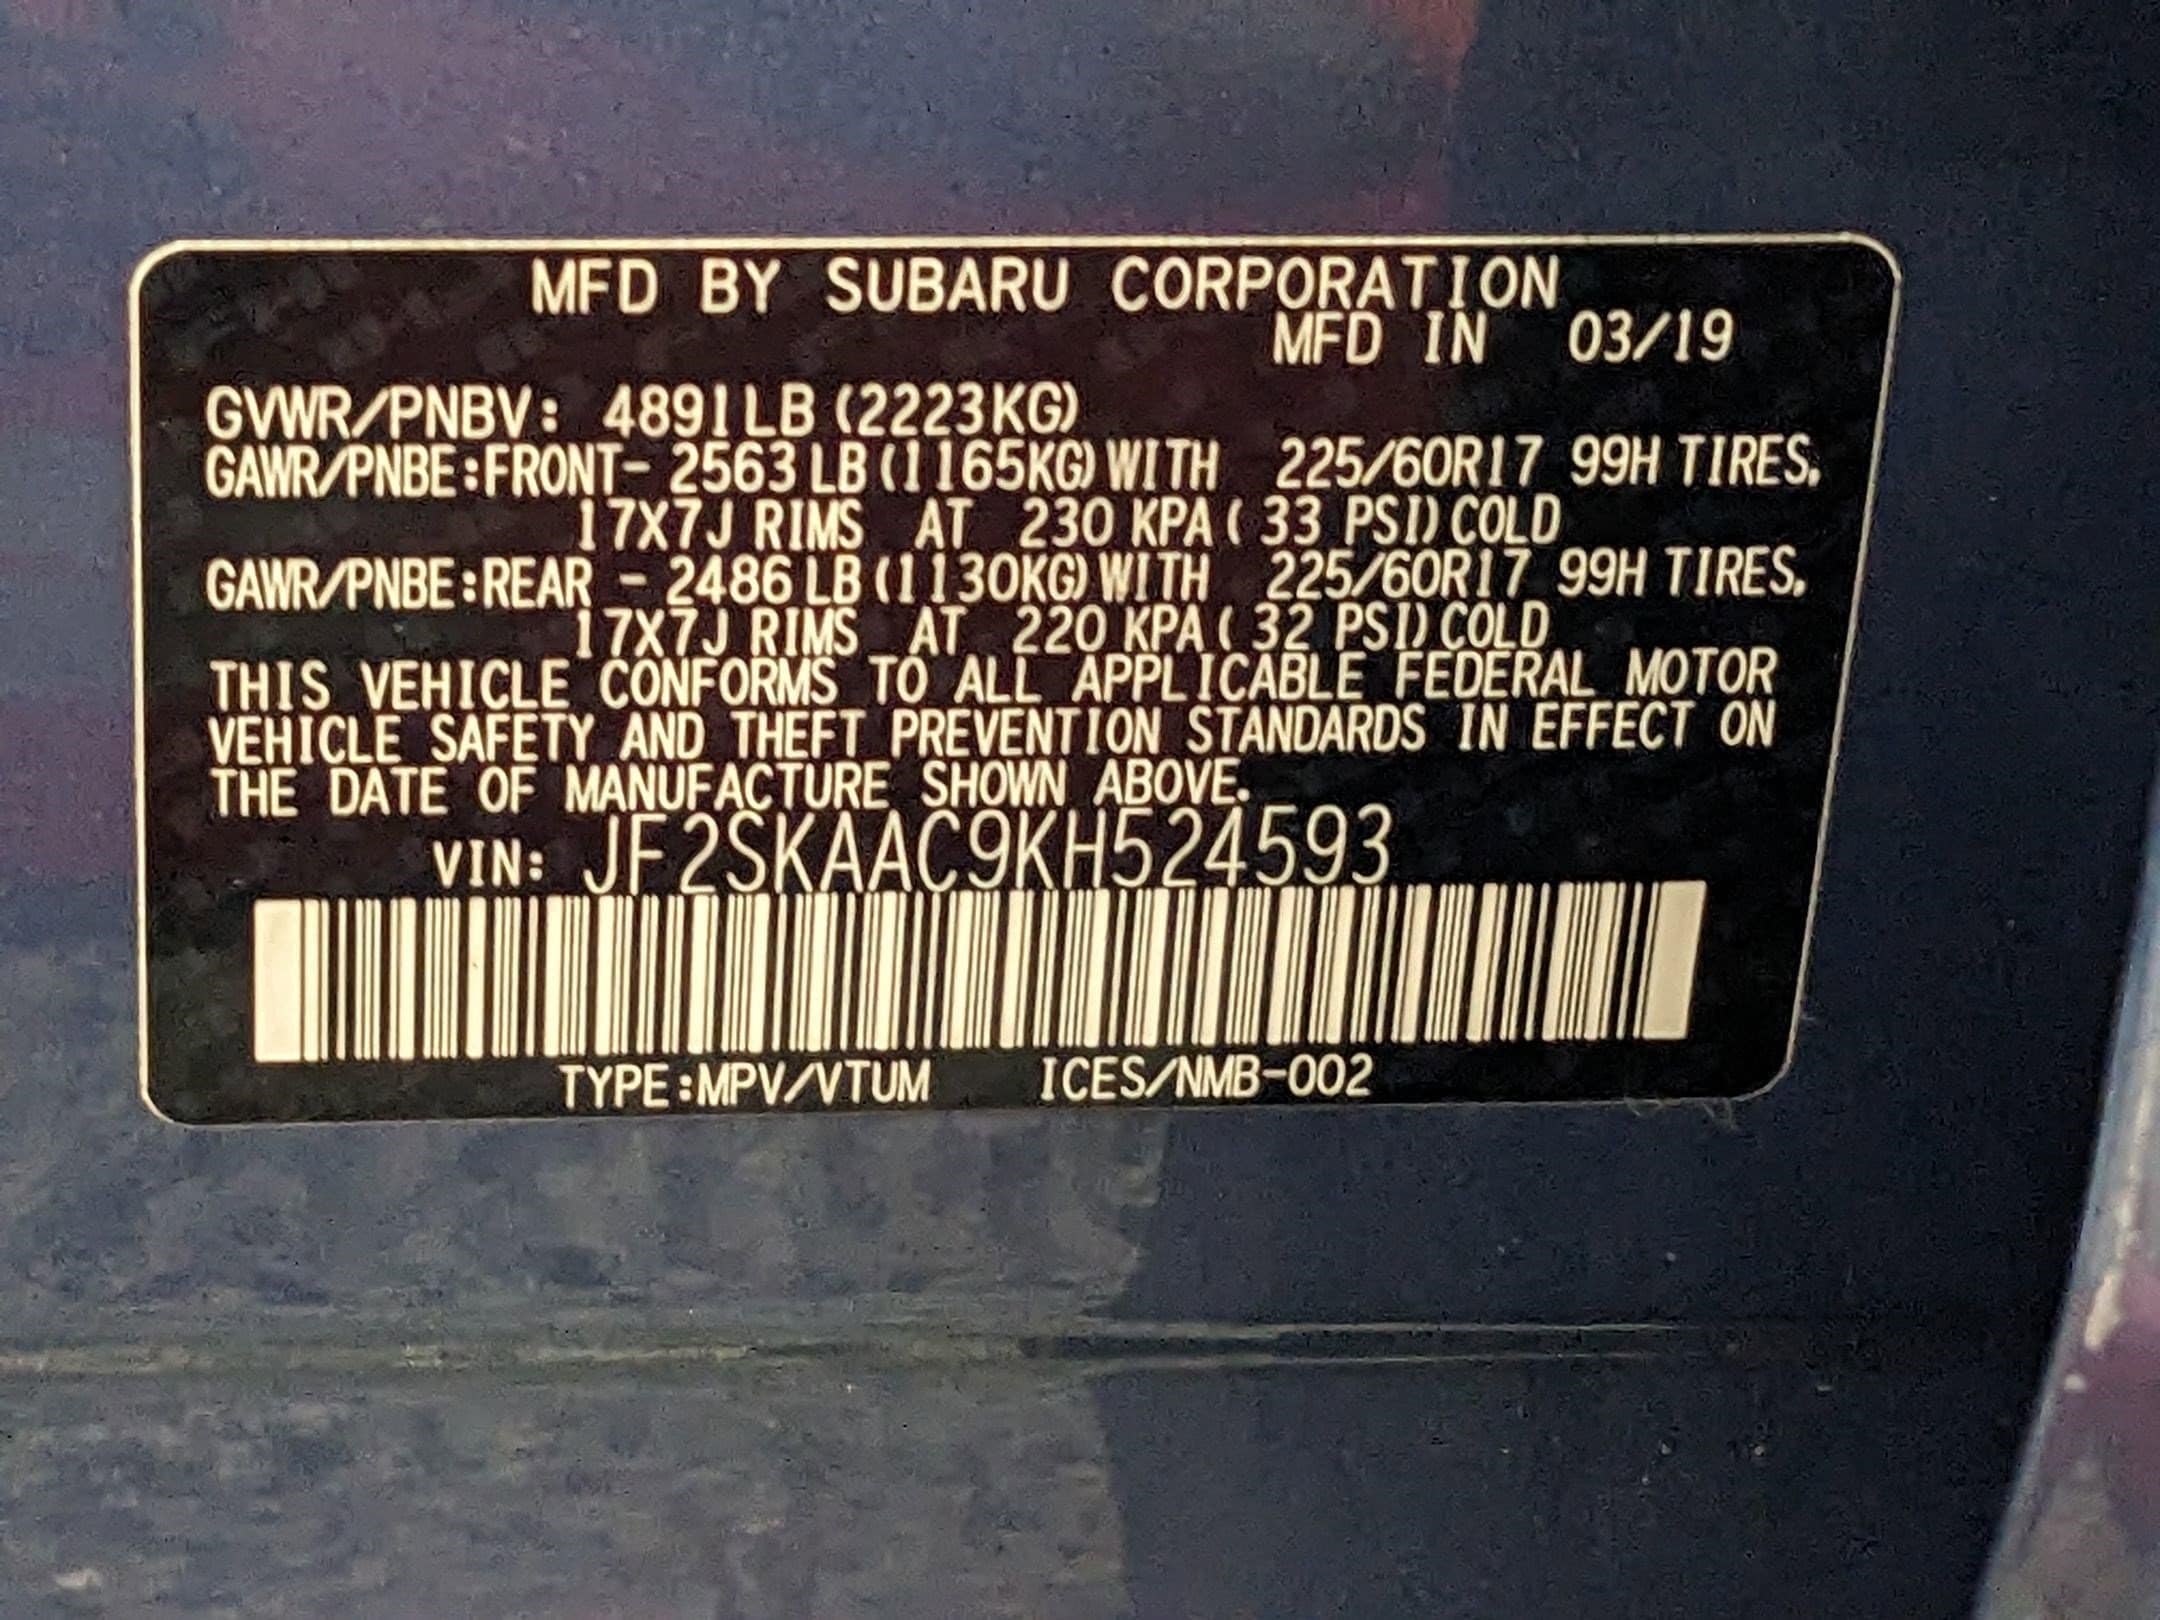 MFD BY SUBARU CORPORATION
MFD IN 03/19
GVWR/PNBV: 4891LB (2223KG)
GAWR/PNBE:FRONT- 2563 LB (1165KG) WITH 225/60R17 99H TIRES,
17X7J RIMS AT 230 KPA ( 33 PSI) COLD
GAWR/PNBE:REAR - 2486 LB (1130KG) WITH 225/60R17 99H TIRES,
17X7J RIMS AT 220 KPA ( 32 PSI) COLD
THIS VEHICLE CONFORMS TO ALL APPLICABLE FEDERAL MOTOR
VEHICLE SAFETY AND THEFT PREVENTION STANDARDS IN EFFECT ON
THE DATE OF MANUFACTURE SHOWN ABOVE.
VIN: JF2SKAAC9KH524593
TYPE:MPV/VTUM ICES/NMB-002